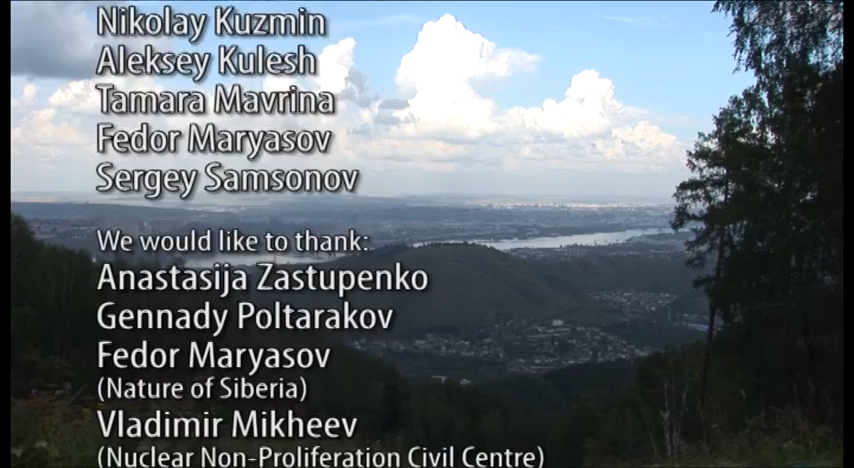 Nikolay Kuzmin
Aleksey Kulesh
Tamara Mavrina
Fedor Maryasov
Sergey Samsonov
We would like to thank:
Anastasija Zastupenko
Gennady Poltarakov
Fedor Maryasov
(Nature of Siberia)
Vladimir Mikheev
(Nuclear Non-Proliferation Civil Centre)